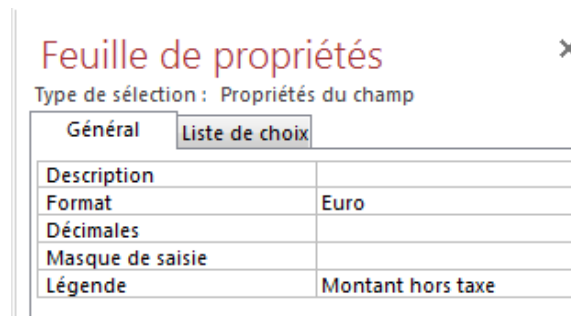 Feuille de propriétés
Type de sélection : Propriétés du champ
Général Liste de choix
Description
Format Euro
Décimales
Masque de saisie
Légende Montant hors taxe